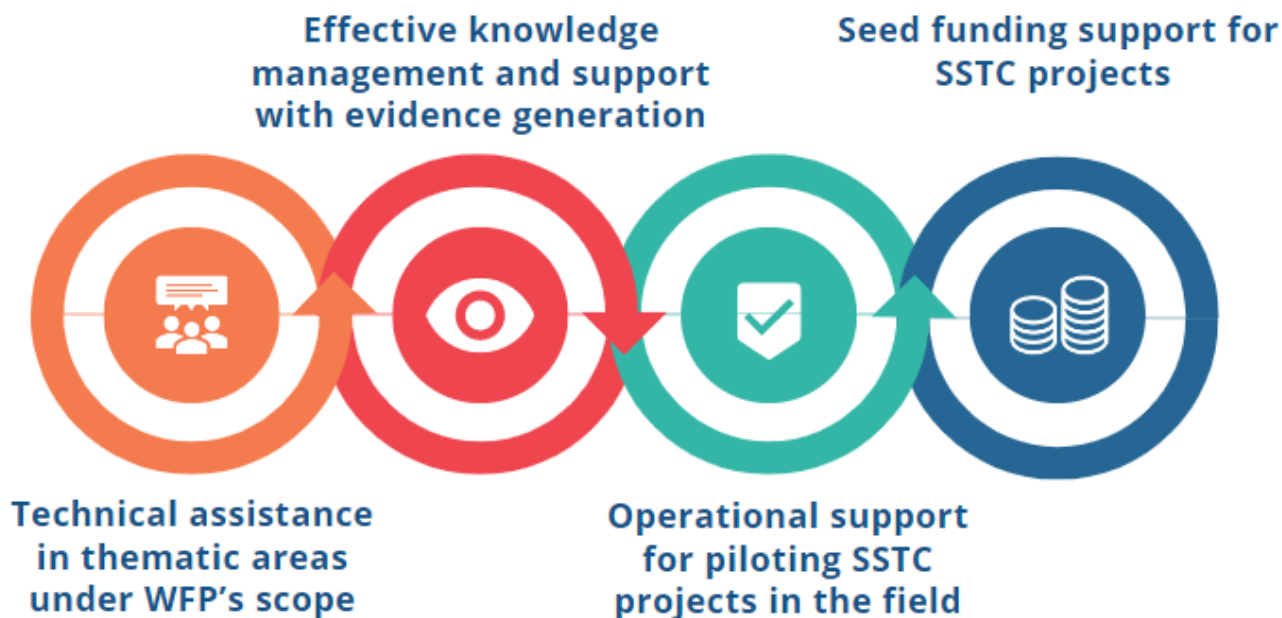 Effective knowledge
management and support
with evidence generation
Seed funding support for
SSTC projects
Technical assistance
in thematic areas
under WFP's scope
Operational support
for piloting SSTC
projects in the field